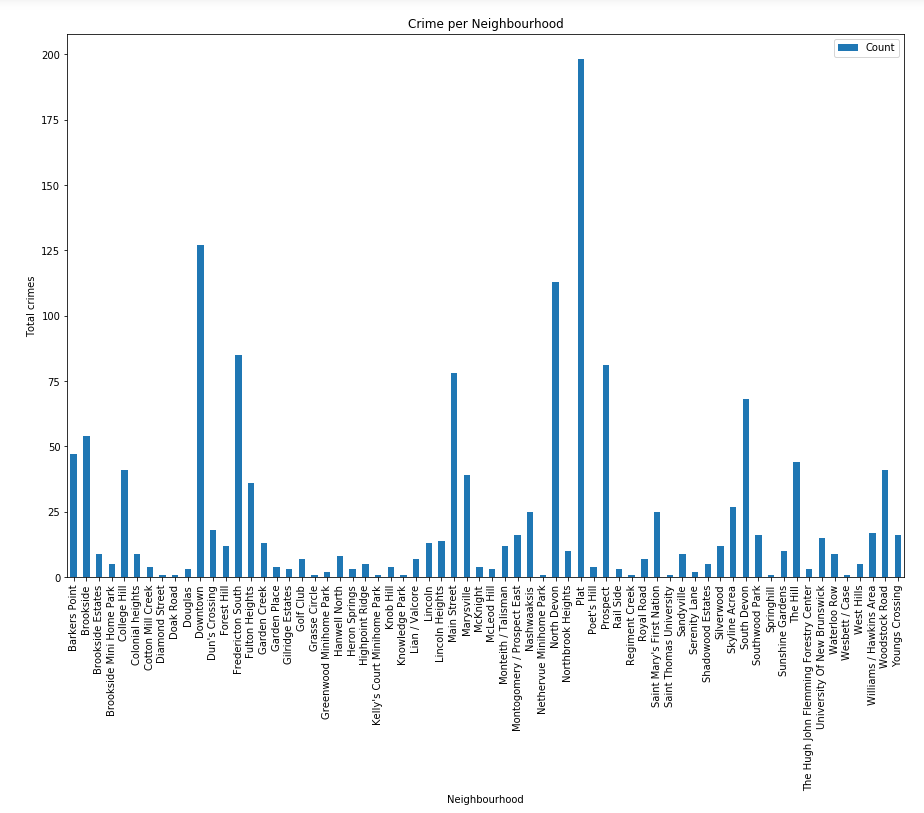 Crime per Neighbourhood
Count
200
175
150
125
100
75
50
25
0
Total crimes
Barkers Point
Brookside
Brookside Estates
Brookside Mini Home Park
College Hill
Colonial heights
Cotton Mill Creek
Diamond Street
Doak Road
Douglas
Downtown
Dun's Crossing
Forest Hill
Fredericton South
Fulton Heights
Garden Creek
Garden Place
Gilridge Estates
Golf Club
Grasse Circle
Greenwood Minihome Park
Hanwell North
Heron Springs
Highpoint Ridge
Kelly's Court Minihome Park
Knob Hill
Knowledge Park
Lian / Valcore
Lincoln
Lincoln Heights
Main Street
Marysville
McKnight
McLeod Hill
Monteith / Talisman
Montogomery / Prospect East
Nashwaaksis
Nethervue Minihome Park
North Devon
Northbrook Heights
Plat
Poet's Hill
Prospect
Rail Side
Regiment Creek
Royal Road
Saint Mary's First Nation
Saint Thomas University
Sandyville
Serenity Lane
Shadowood Estates
Silverwood
Skyline Acrea
South Devon
Southwood Park
Springhill
Sunshine Gardens
The Hill
The Hugh John Flemming Forestry Center
University Of New Brunswick
Waterloo Row
Wesbett / Case
West Hills
Williams / Hawkins Area
Woodstock Road
Youngs Crossing
Neighbourhood